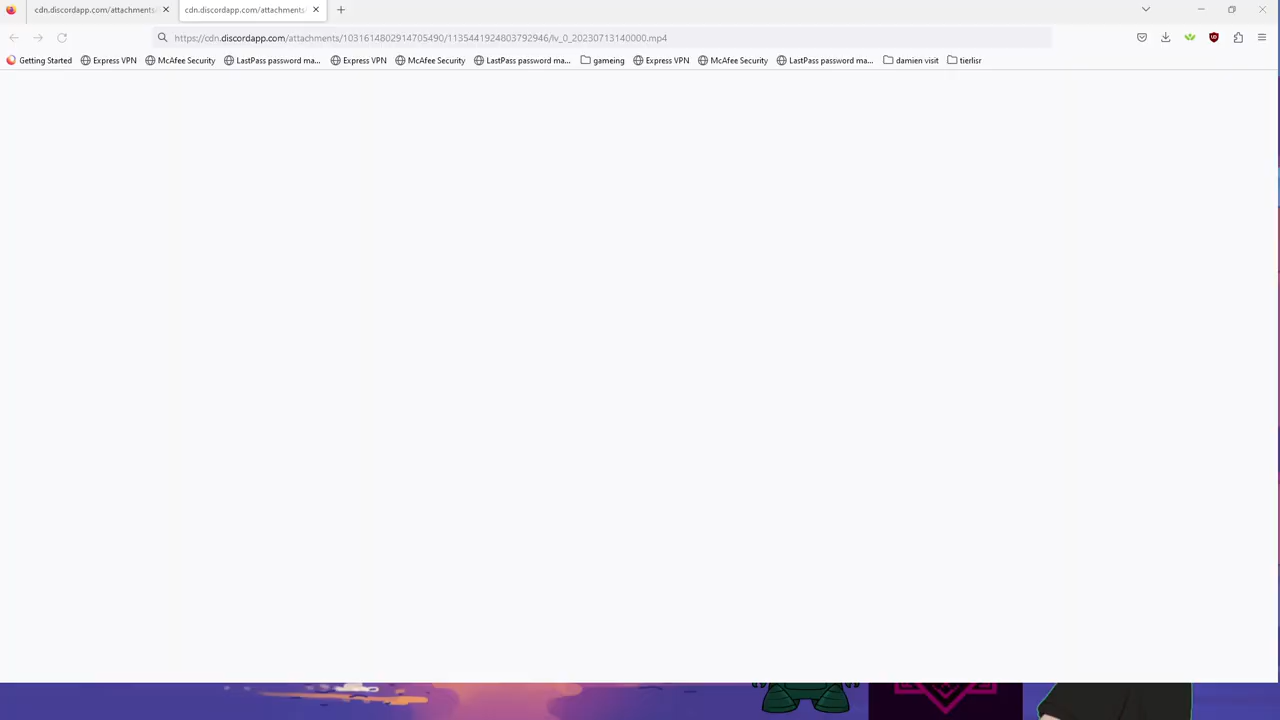 cdn.discordapp.com/attachments/ cdn.discordapp.com/attachments/
https://cdn.discordapp.com/attachments/1031614802914705490/1135441924803792946/lv_0_20230713140000.mp4
Getting Started Express VPN McAfee Security LastPass password ma... Express VPN McAfee Security LastPass password ma... gameing Express VPN McAfee Security LastPass password ma... damien visit tierlisr